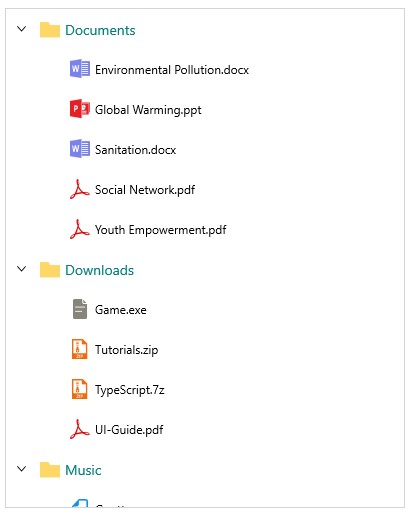 Documents
Environmental Pollution.docx
Global Warming.ppt
Sanitation.docx
Social Network.pdf
Youth Empowerment.pdf
Downloads
Game.exe
Tutorials.zip
TypeScript.7z
UI-Guide.pdf
Music